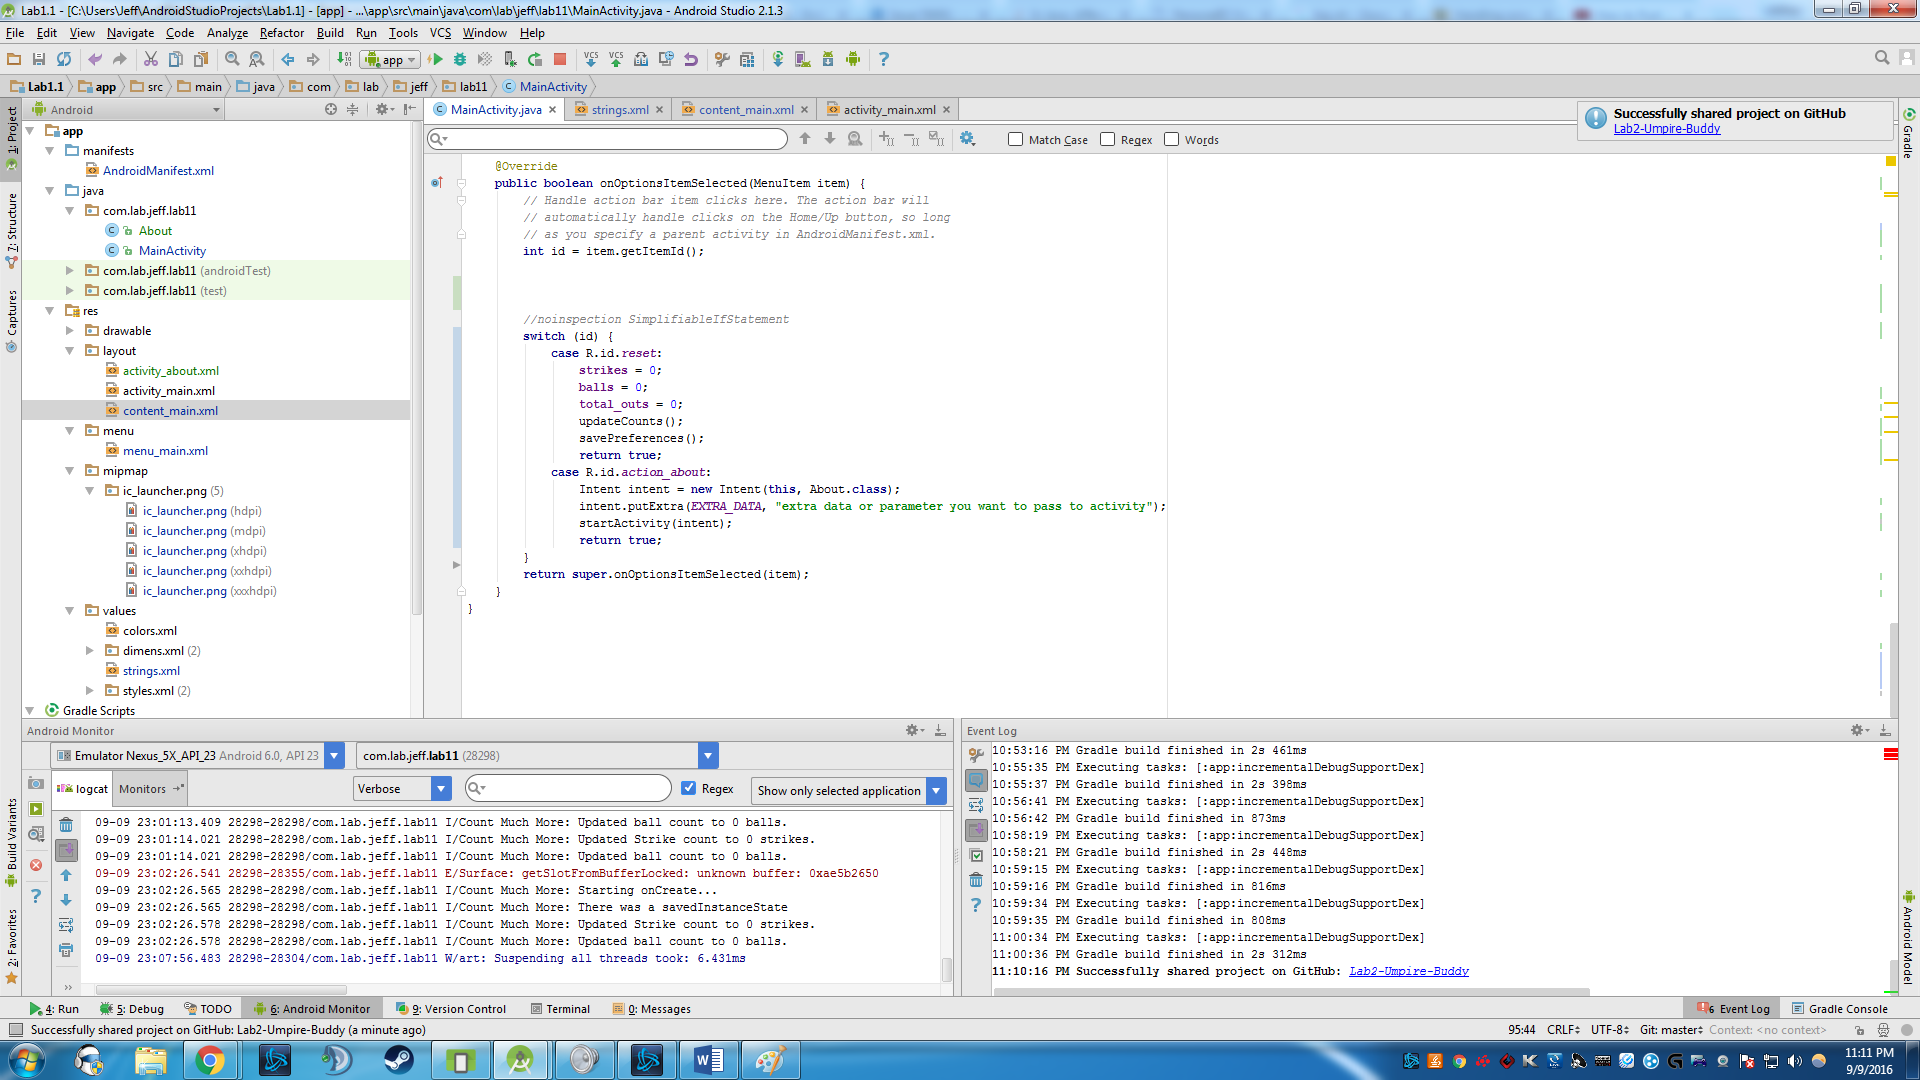 Lab1.1 - [C:\Users\Jeff\AndroidStudioProjects\Lab1.1] - [app] - ...\app\src\main\java\com\lab\jeff\lab11\MainActivity.java - Android Studio 2.1.3
File Edit View Navigate Code Analyze Refactor Build Run Tools VCS Window Help
app
Lab1.1 app src main java com lab jeff lab11 MainActivity
Android
MainActivity.java strings.xml content_main.xml activity_main.xml
Successfully shared project on GitHub
Lab2-Umpire-Buddy
Match Case Regex Words
1: Project
7: Structure
Captures
Build Variants
2: Favorites
Gradle
Android Model
app
manifests
AndroidManifest.xml
java
com.lab.jeff.lab11
About
MainActivity
com.lab.jeff.lab11 (androidTest)
com.lab.jeff.lab11 (test)
res
drawable
layout
activity_about.xml
activity_main.xml
content_main.xml
menu
menu_main.xml
mipmap
ic_launcher.png (5)
ic_launcher.png (hdpi)
ic_launcher.png (mdpi)
ic_launcher.png (xhdpi)
ic_launcher.png (xxhdpi)
ic_launcher.png (xxxhdpi)
values
colors.xml
dimens.xml (2)
strings.xml
styles.xml (2)
Gradle Scripts
@Override
public boolean onOptionsItemSelected(MenuItem item) {
// Handle action bar item clicks here. The action bar will
// automatically handle clicks on the Home/Up button, so long
// as you specify a parent activity in AndroidManifest.xml.
int id = item.getItemId();
//noinspection SimplifiableIfStatement
switch (id) {
case R.id.reset:
strikes = 0;
balls = 0;
total_outs = 0;
updateCounts();
savePreferences();
return true;
case R.id.action_about:
Intent intent = new Intent(this, About.class);
intent.putExtra(EXTRA_DATA, "extra data or parameter you want to pass to activity");
startActivity(intent);
return true;
}
return super.onOptionsItemSelected(item);
}
}
Android Monitor
Emulator Nexus_5X_API_23 Android 6.0, API 23 com.lab.jeff.lab11 (28298)
logcat Monitors Verbose Regex Show only selected application
09-09 23:01:13.409 28298-28298/com.lab.jeff.lab11 I/Count Much More: Updated ball count to 0 balls.
09-09 23:01:14.021 28298-28298/com.lab.jeff.lab11 I/Count Much More: Updated Strike count to 0 strikes.
09-09 23:01:14.021 28298-28298/com.lab.jeff.lab11 I/Count Much More: Updated ball count to 0 balls.
09-09 23:02:26.541 28298-28355/com.lab.jeff.lab11 E/Surface: getSlotFromBufferLocked: unknown buffer: 0xae5b2650
09-09 23:02:26.565 28298-28298/com.lab.jeff.lab11 I/Count Much More: Starting onCreate...
09-09 23:02:26.565 28298-28298/com.lab.jeff.lab11 I/Count Much More: There was a savedInstanceState
09-09 23:02:26.578 28298-28298/com.lab.jeff.lab11 I/Count Much More: Updated Strike count to 0 strikes.
09-09 23:02:26.578 28298-28298/com.lab.jeff.lab11 I/Count Much More: Updated ball count to 0 balls.
09-09 23:07:56.483 28298-28304/com.lab.jeff.lab11 W/art: Suspending all threads took: 6.431ms
Event Log
10:53:16 PM Gradle build finished in 2s 461ms
10:55:35 PM Executing tasks: [:app:incrementalDebugSupportDex]
10:55:37 PM Gradle build finished in 2s 398ms
10:56:41 PM Executing tasks: [:app:incrementalDebugSupportDex]
10:56:42 PM Gradle build finished in 873ms
10:58:19 PM Executing tasks: [:app:incrementalDebugSupportDex]
10:58:21 PM Gradle build finished in 2s 448ms
10:59:15 PM Executing tasks: [:app:incrementalDebugSupportDex]
10:59:16 PM Gradle build finished in 816ms
10:59:34 PM Executing tasks: [:app:incrementalDebugSupportDex]
10:59:35 PM Gradle build finished in 808ms
11:00:34 PM Executing tasks: [:app:incrementalDebugSupportDex]
11:00:36 PM Gradle build finished in 2s 312ms
11:10:16 PM Successfully shared project on GitHub: Lab2-Umpire-Buddy
4: Run 5: Debug TODO 6: Android Monitor 9: Version Control Terminal 0: Messages 6 Event Log Gradle Console
Successfully shared project on GitHub: Lab2-Umpire-Buddy (a minute ago) 95:44 CRLF UTF-8 Git: master Context: <no context>
11:11 PM
9/9/2016